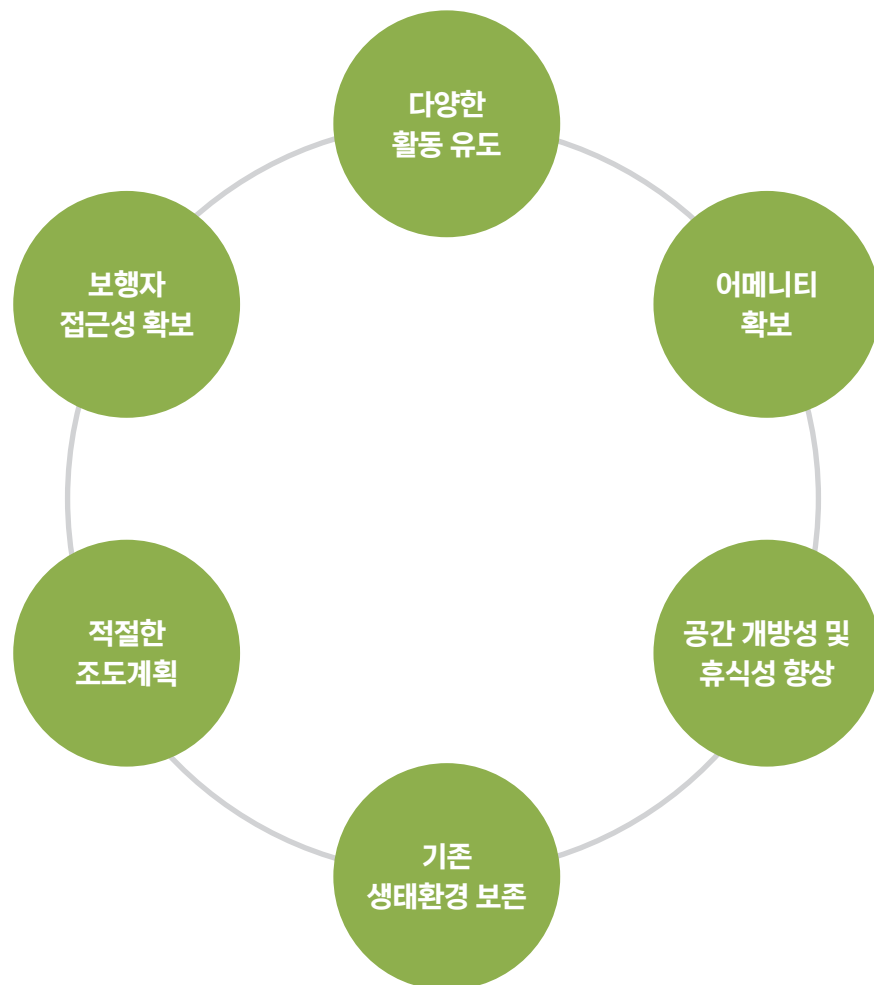 다양한
활동 유도
보행자
접근성 확보
어메니티
확보
적절한
조도계획
공간 개방성 및
휴식성 향상
기존
생태환경 보존